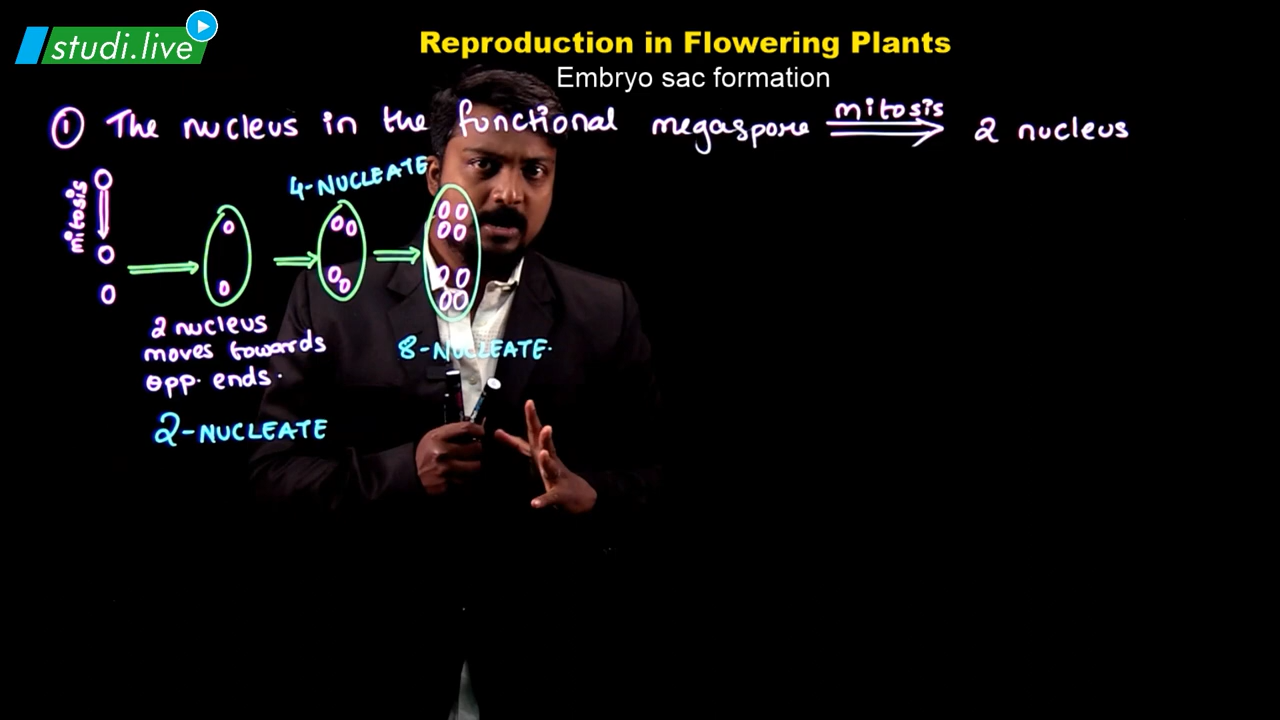 studi.live
Reproduction in Flowering Plants
Embryo sac formation
① The nucleus in the functional megaspore mitosis 2 nucleus
mitosis
4-NUCLEATE
2 nucleus
moves towards
opp. ends.
8-NUCLEATE.
2-NUCLEATE